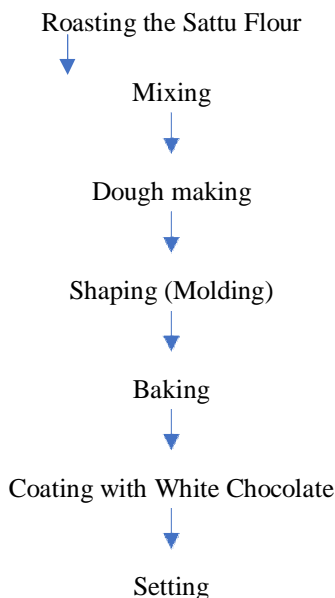 Roasting the Sattu Flour
Mixing
Dough making
Shaping (Molding)
Baking
Coating with White Chocolate
Setting